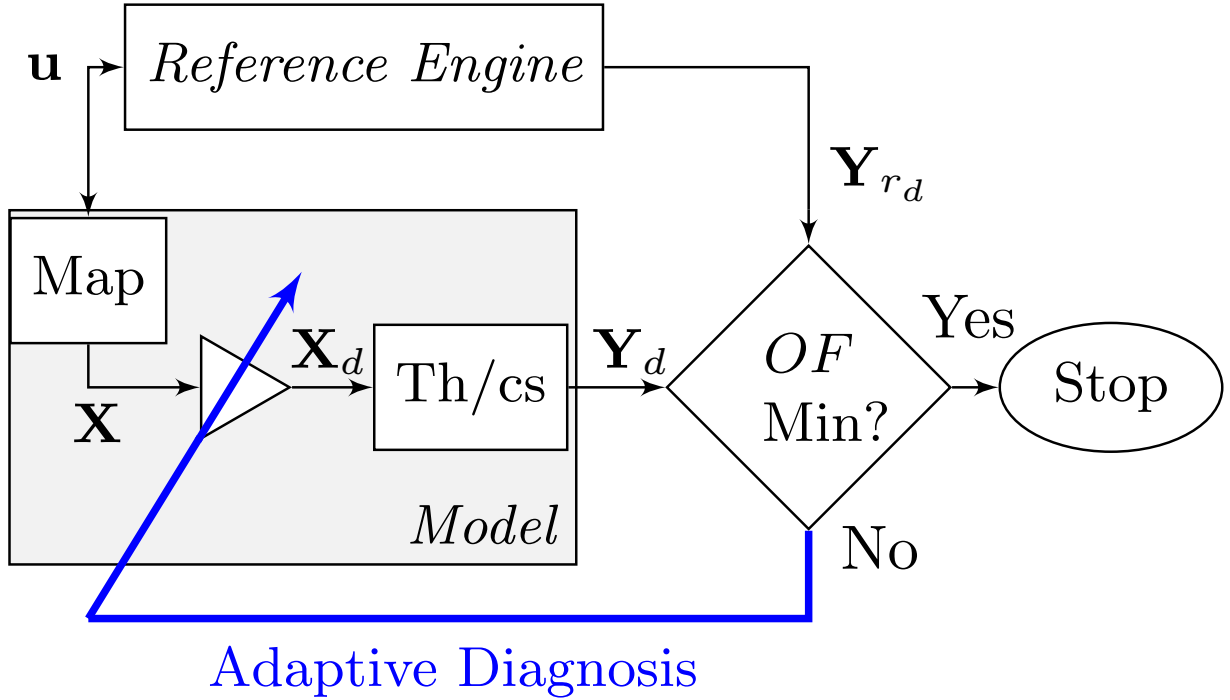 u
Reference Engine
Y_{r_d}
Map
X
X_d
Th/cs
Y_d
OF
Min?
Yes
Stop
Model
No
Adaptive Diagnosis